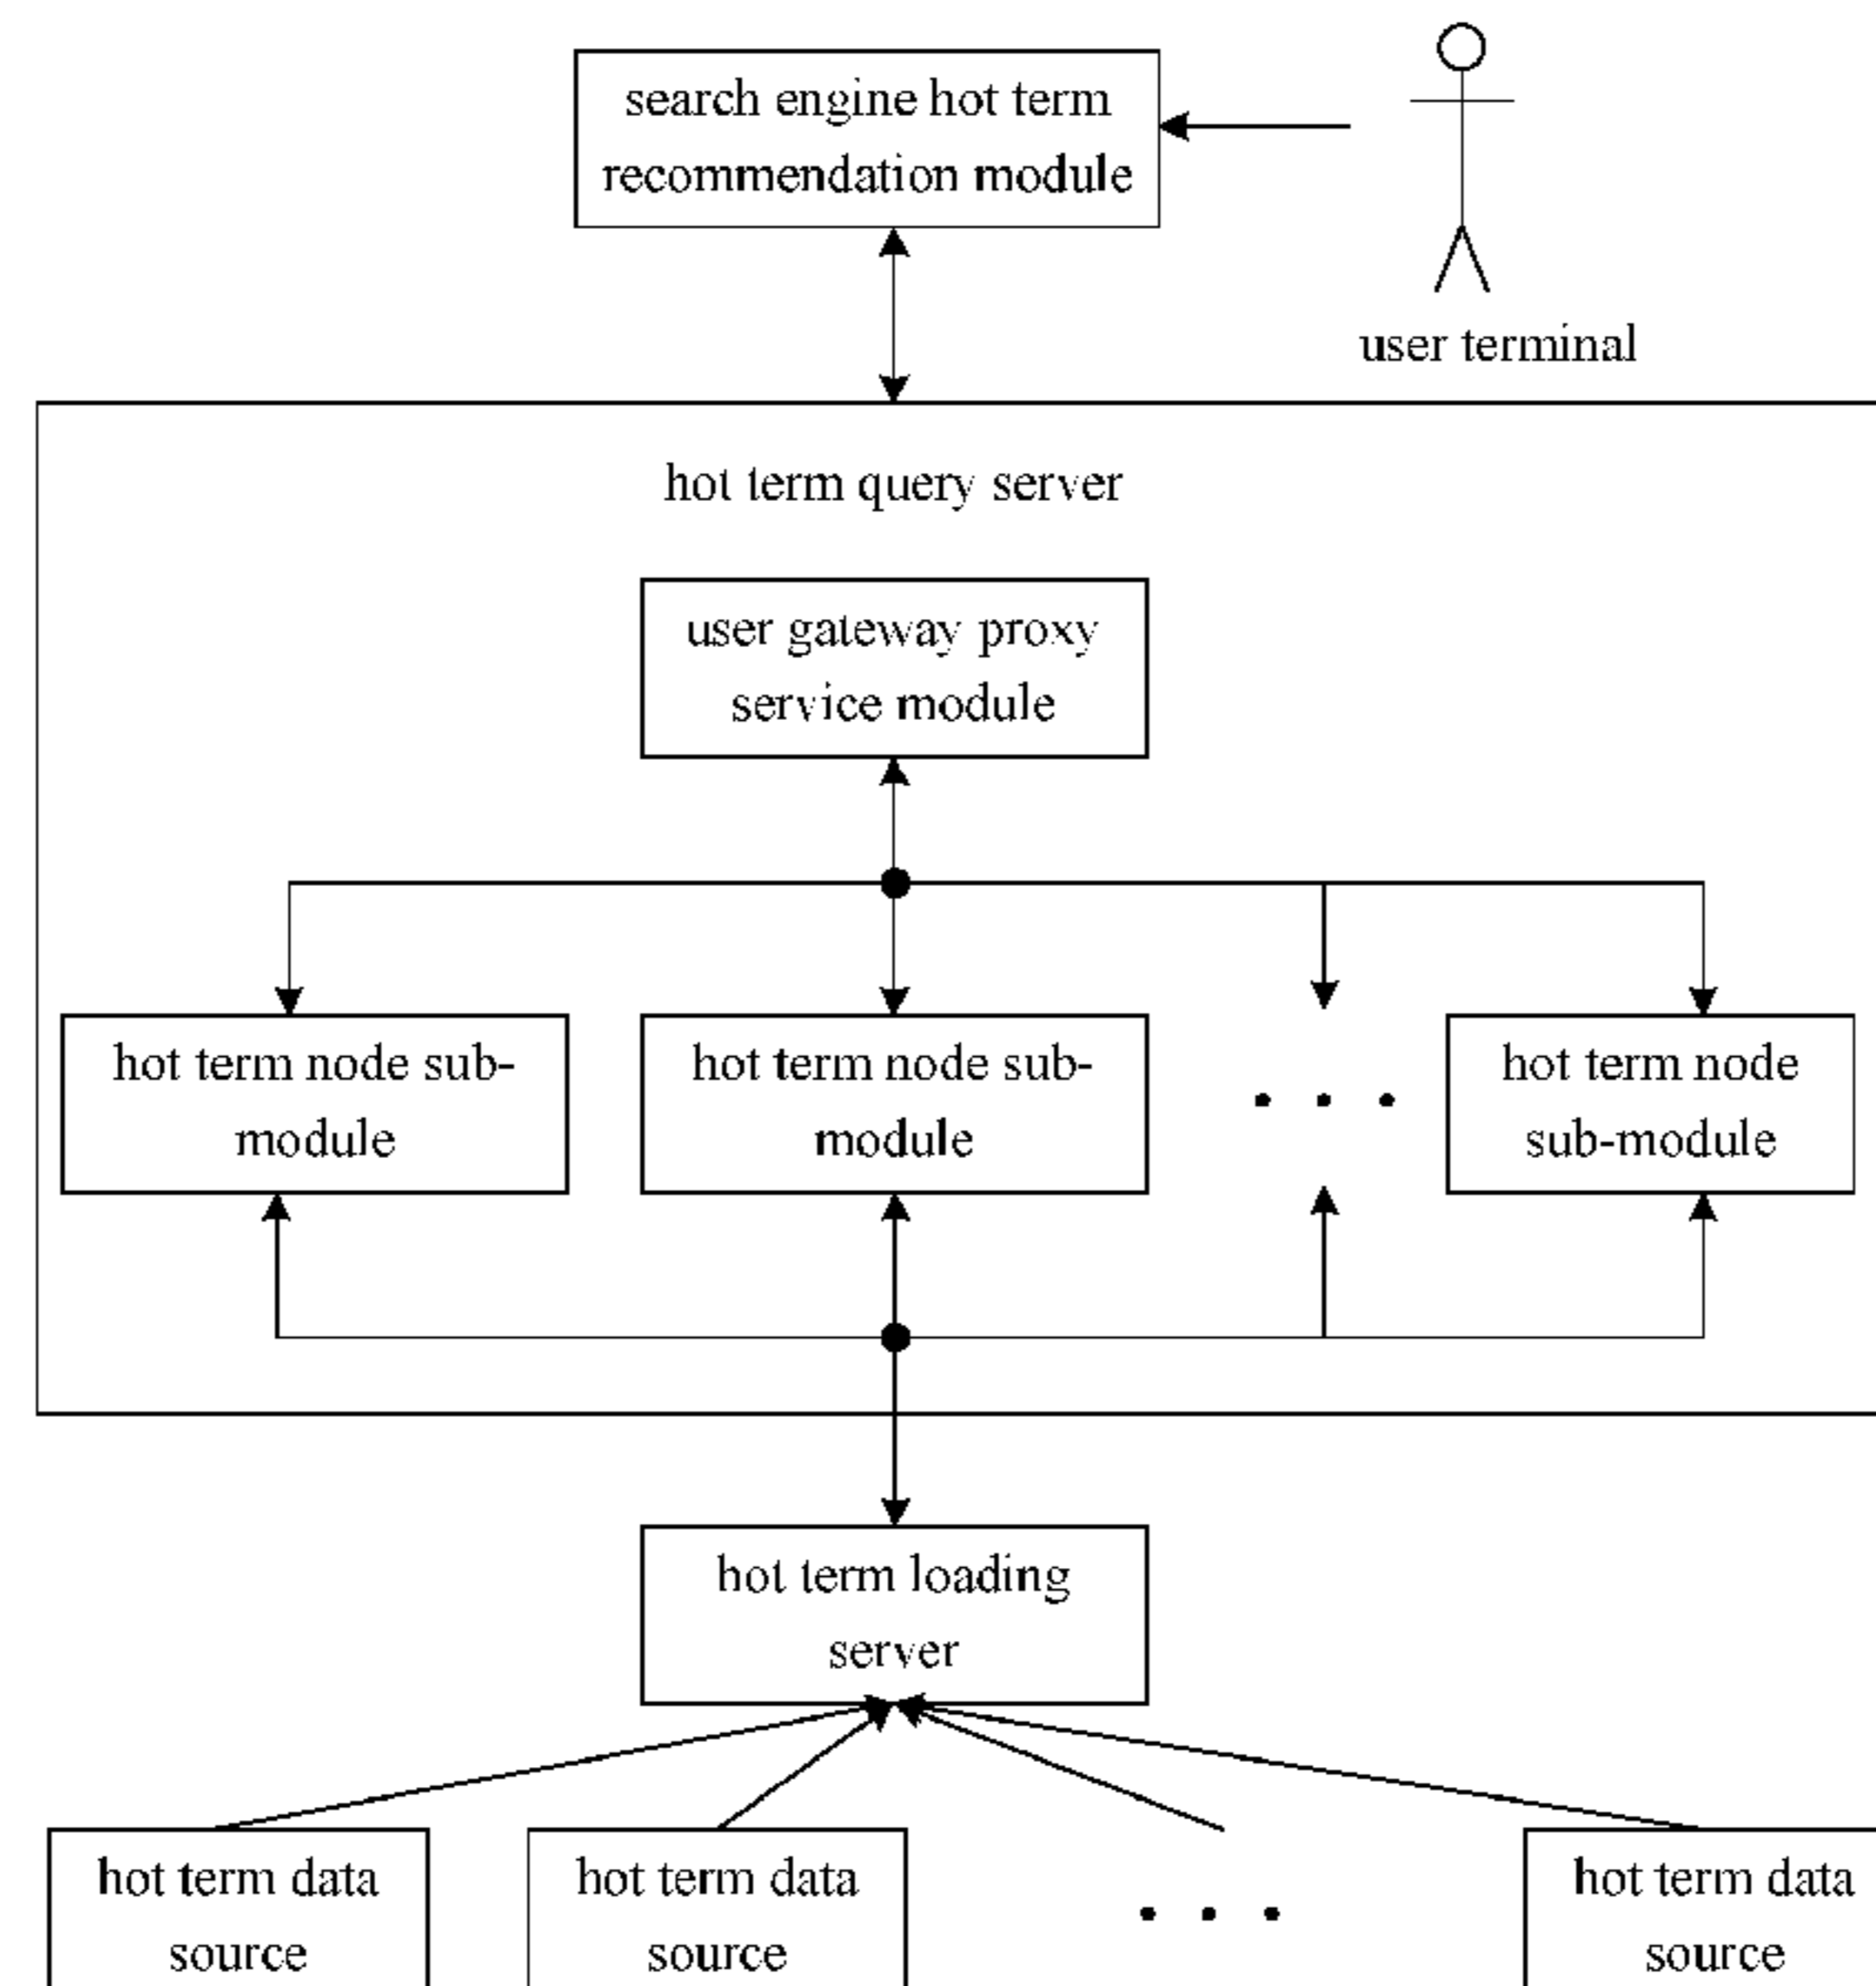 search engine hot term
recommendation module
user terminal
hot term query server
user gateway proxy
service module
hot term node sub-
module
hot term node sub-
module
hot term node
sub-module
hot term loading
server
hot term data
source
hot term data
source
hot term data
source